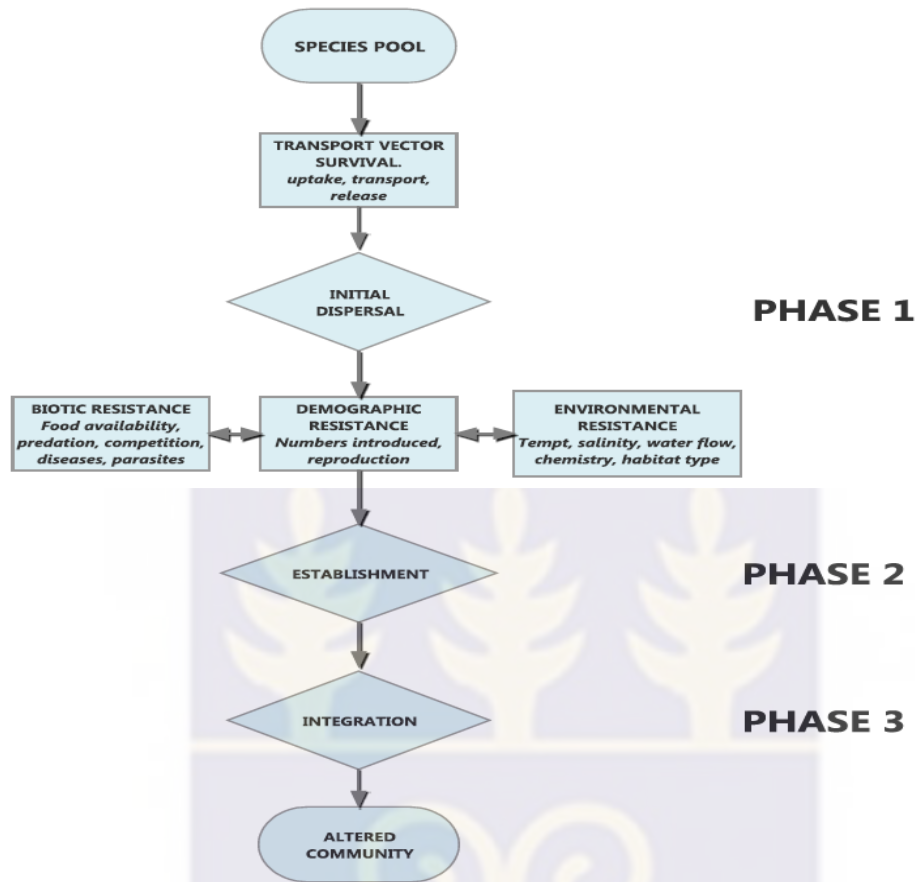 SPECIES POOL
TRANSPORT VECTOR
SURVIVAL.
uptake, transport,
release
INITIAL
DISPERSAL
PHASE 1
BIOTIC RESISTANCE
Food availability,
predation, competition,
diseases, parasites
DEMOGRAPHIC
RESISTANCE
Numbers introduced,
reproduction
ENVIRONMENTAL
RESISTANCE
Tempt, salinity, water flow,
chemistry, habitat type
ESTABLISHMENT
PHASE 2
INTEGRATION
PHASE 3
ALTERED
COMMUNITY